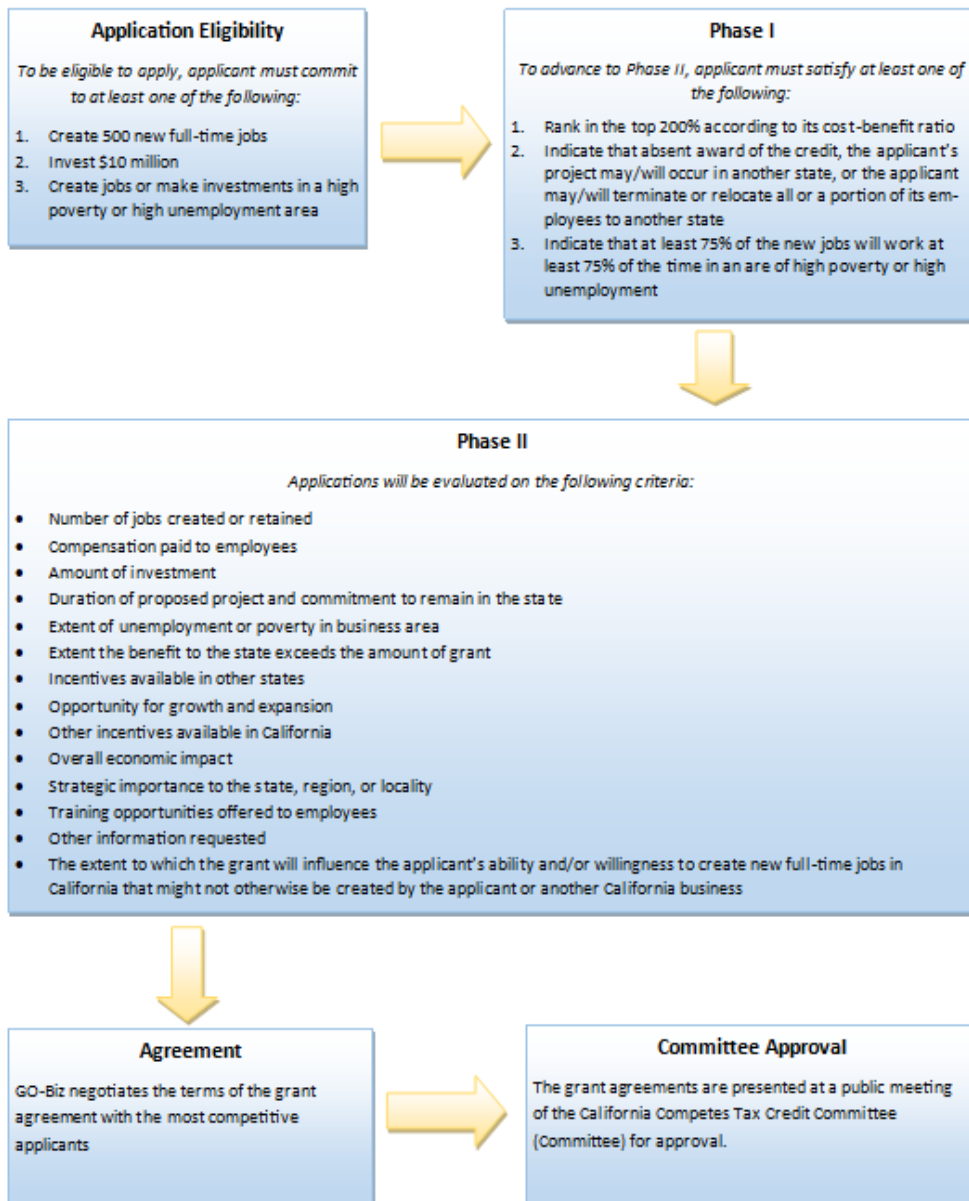 Application Eligibility
To be eligible to apply, applicant must commit
to at least one of the following:
1. Create 500 new full-time jobs
2. Invest $10 million
3. Create jobs or make investments in a high
poverty or high unemployment area
Phase I
To advance to Phase II, applicant must satisfy at least one of
the following:
1. Rank in the top 200% according to its cost-benefit ratio
2. Indicate that absent award of the credit, the applicant's
project may/will occur in another state, or the applicant
may/will terminate or relocate all or a portion of its em-
ployees to another state
3. Indicate that at least 75% of the new jobs will work at
least 75% of the time in an are of high poverty or high
unemployment
Phase II
Applications will be evaluated on the following criteria:
• Number of jobs created or retained
• Compensation paid to employees
• Amount of investment
• Duration of proposed project and commitment to remain in the state
• Extent of unemployment or poverty in business area
• Extent the benefit to the state exceeds the amount of grant
• Incentives available in other states
• Opportunity for growth and expansion
• Other incentives available in California
• Overall economic impact
• Strategic importance to the state, region, or locality
• Training opportunities offered to employees
• Other information requested
• The extent to which the grant will influence the applicant's ability and/or willingness to create new full-time jobs in
California that might not otherwise be created by the applicant or another California business
Agreement
GO-Biz negotiates the terms of the grant
agreement with the most competitive
applicants
Committee Approval
The grant agreements are presented at a public meeting
of the California Competes Tax Credit Committee
(Committee) for approval.